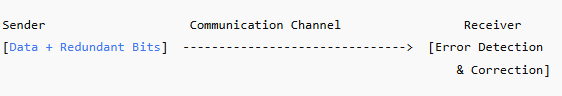 Sender Communication Channel Receiver
[Data + Redundant Bits] ------------------------------> [Error Detection
& Correction]